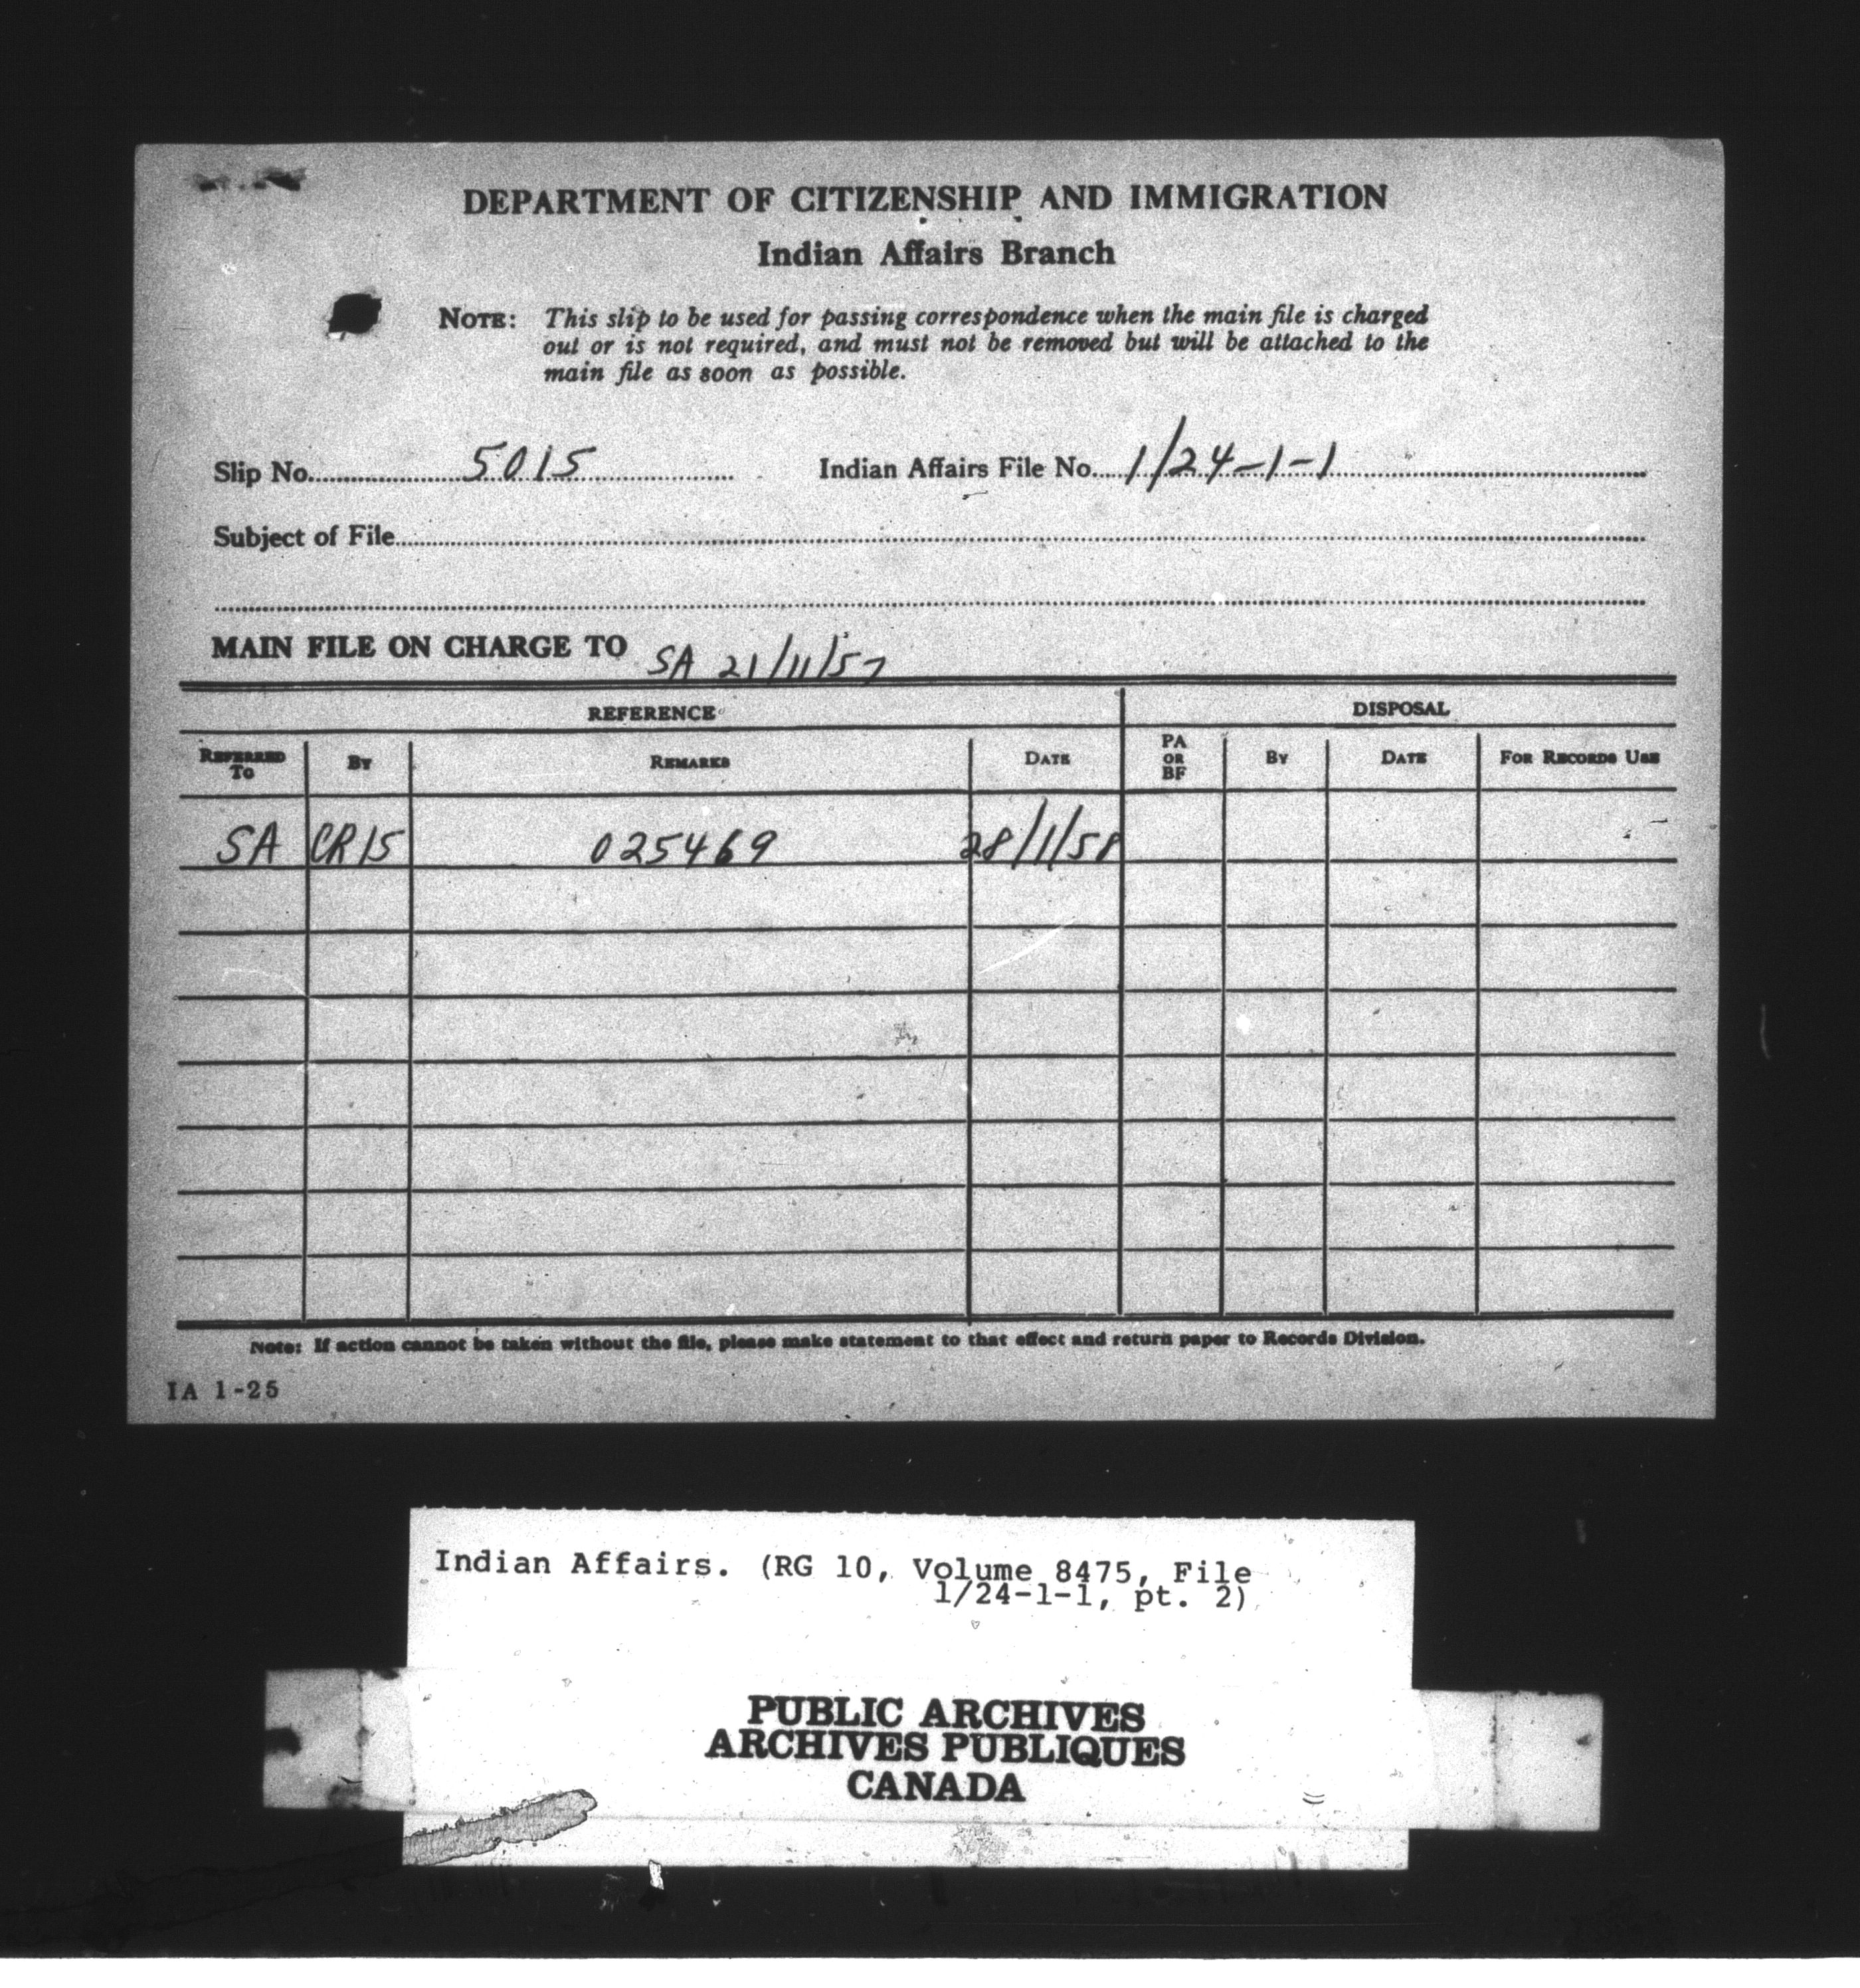 DEPARTMENT OF CITIZENSHIP AND IMMIGRATION
Indian Affairs Branch
NOTE: This slip to be used for passing correspondence when the main file is charged
out or is not required, and must not be removed but will be attached to the
main file as soon as possible.
Slip No. 5015 Indian Affairs File No. 1/24-1-1
Subject of File
MAIN FILE ON CHARGE TO SA 21/11/57
REFERENCE DISPOSAL
REFERRED TO BY REMARKS DATE PA OR BF BY DATE FOR RECORDS USE
SA CR15 025469 28/1/58
Note: If action cannot be taken without the file, please make statement to that effect and return paper to Records Division.
IA 1-25
Indian Affairs. (RG 10, Volume 8475, File
1/24-1-1, pt. 2)
PUBLIC ARCHIVES
ARCHIVES PUBLIQUES
CANADA